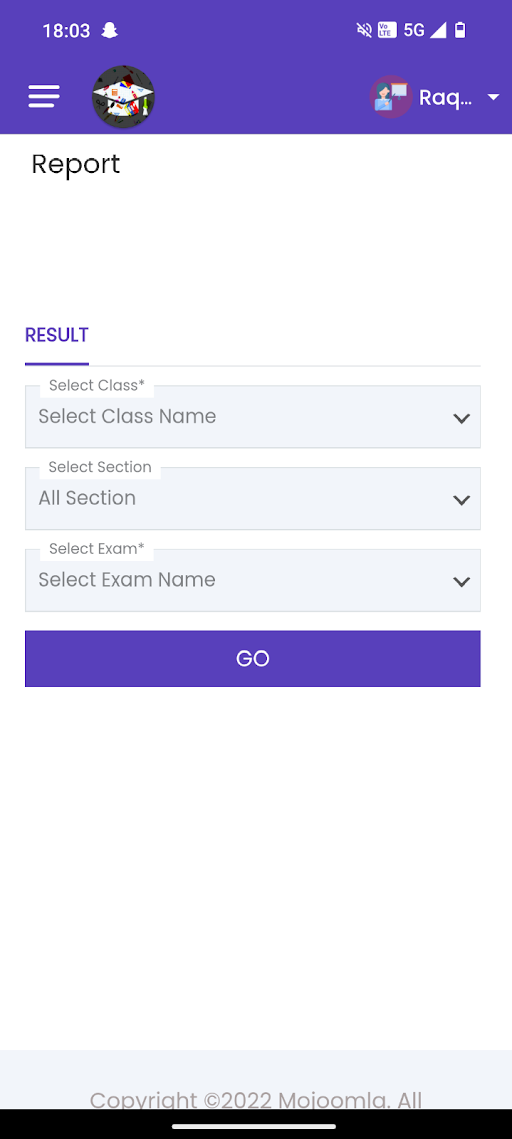 18:03
Vo LTE 5G
Raq...
Report
RESULT
Select Class*
Select Class Name
Select Section
All Section
Select Exam*
Select Exam Name
GO
Copyright ©2022 Mojoomla. All